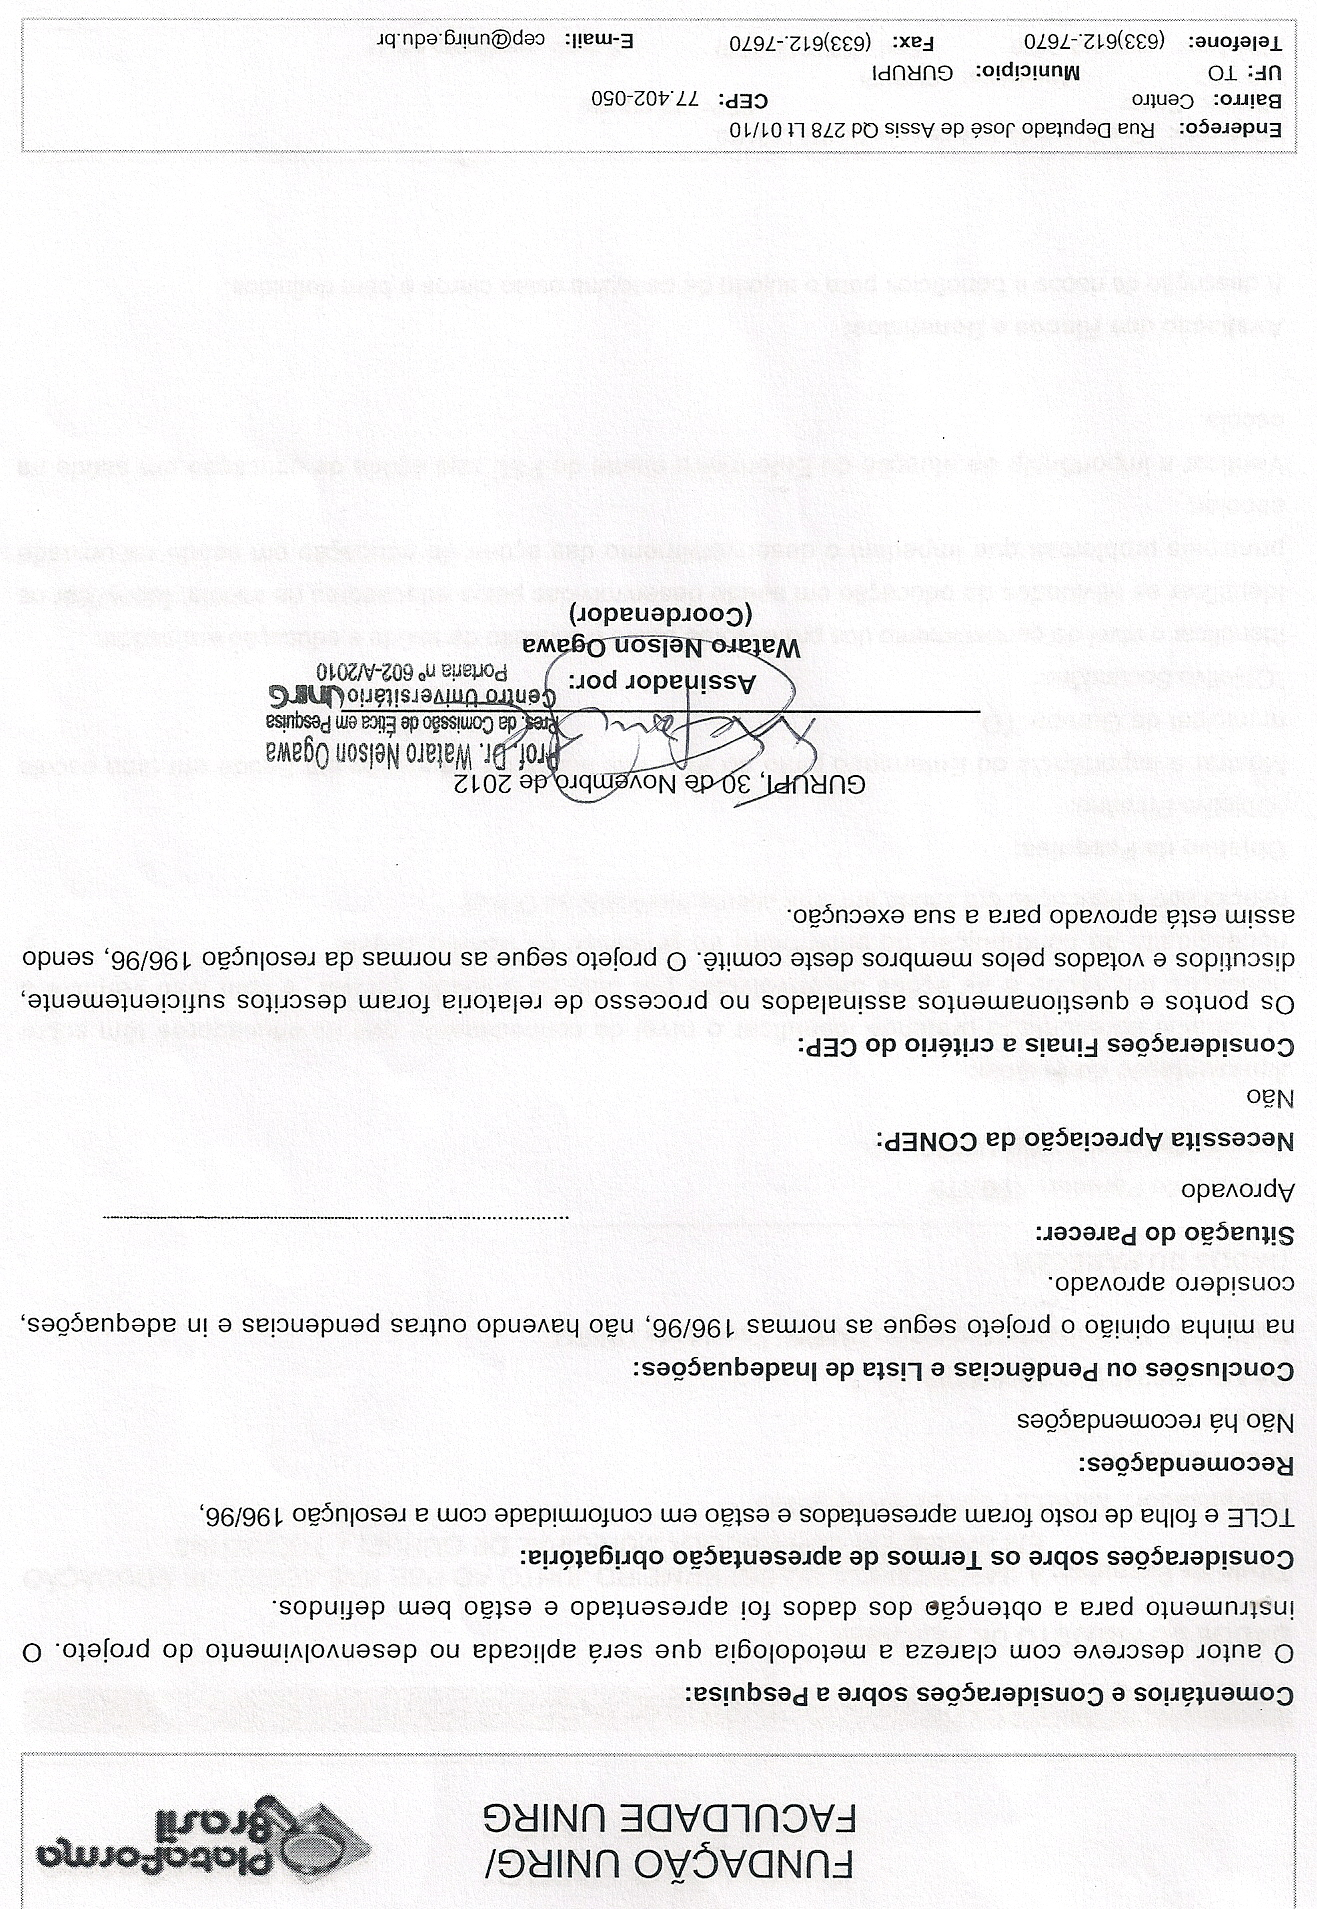 FUNDAÇÃO UNIRG/
FACULDADE UNIRG
Plataforma
Brasil
Comentários e Considerações sobre a Pesquisa:
O autor descreve com clareza a metodologia que será aplicada no desenvolvimento do projeto. O
instrumento para a obtenção dos dados foi apresentado e estão bem defindos.
Considerações sobre os Termos de apresentação obrigatória:
TCLE e folha de rosto foram apresentados e estão em conformidade com a resolução 196/96,
Recomendações:
Não há recomendações
Conclusões ou Pendências e Lista de Inadequações:
na minha opinião o projeto segue as normas 196/96, não havendo outras pendencias e in adequações,
considero aprovado.
Situação do Parecer:
Aprovado
Necessita Apreciação da CONEP:
Não
Considerações Finais a critério do CEP:
Os pontos e questionamentos assinalados no processo de relatoria foram descritos suficientemente,
discutidos e votados pelos membros deste comitê. O projeto segue as normas da resolução 196/96, sendo
assim está aprovado para a sua execução.
GURUPI, 30 de Novembro de 2012
Prof. Dr. Wataro Nelson Ogawa
Pres. da Comissão de Ética em Pesquisa
Centro Universitário UnirG
Portaria nº 602-A/2010
Assinador por:
Wataro Nelson Ogawa
(Coordenador)
Endereço: Rua Deputado José de Assis Qd 278 Lt 01/10
Bairro: Centro CEP: 77.402-050
UF: TO Município: GURUPI
Telefone: (633)612.-7670 Fax: (633)612.-7670 E-mail: cep@unirg.edu.br